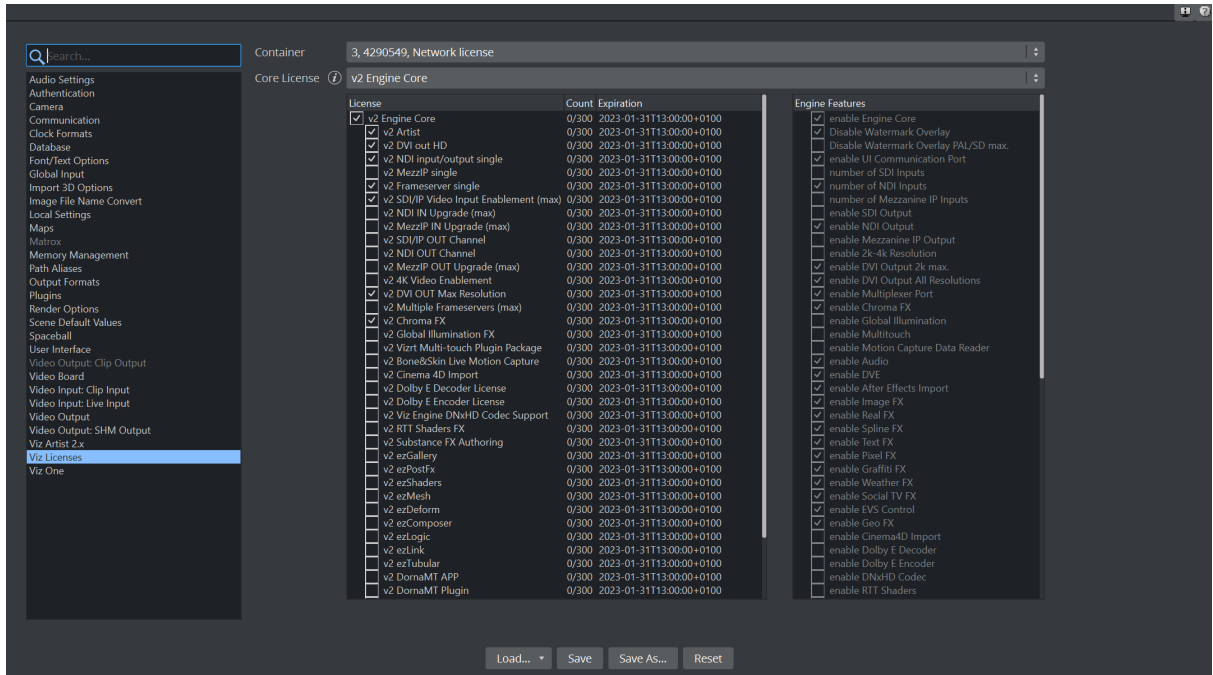 Search...
Audio Settings
Authentication
Camera
Communication
Clock Formats
Database
Font/Text Options
Global Input
Import 3D Options
Image File Name Convert
Local Settings
Maps
Matrox
Memory Management
Path Aliases
Output Formats
Plugins
Render Options
Scene Default Values
Spaceball
User Interface
Video Output: Clip Output
Video Board
Video Input: Clip Input
Video Input: Live Input
Video Output
Video Output: SHM Output
Viz Artist 2.x
Viz Licenses
Viz One
Container 3, 4290549, Network license
Core License i v2 Engine Core
License Count Expiration
v2 Engine Core 0/300 2023-01-31T13:00:00+0100
v2 Artist 0/300 2023-01-31T13:00:00+0100
v2 DVI out HD 0/300 2023-01-31T13:00:00+0100
v2 NDI input/output single 0/300 2023-01-31T13:00:00+0100
v2 MezzIP single 0/300 2023-01-31T13:00:00+0100
v2 Frameserver single 0/300 2023-01-31T13:00:00+0100
v2 SDI/IP Video Input Enablement (max) 0/300 2023-01-31T13:00:00+0100
v2 NDI IN Upgrade (max) 0/300 2023-01-31T13:00:00+0100
v2 MezzIP IN Upgrade (max) 0/300 2023-01-31T13:00:00+0100
v2 SDI/IP OUT Channel 0/300 2023-01-31T13:00:00+0100
v2 NDI OUT Channel 0/300 2023-01-31T13:00:00+0100
v2 MezzIP OUT Upgrade (max) 0/300 2023-01-31T13:00:00+0100
v2 4K Video Enablement 0/300 2023-01-31T13:00:00+0100
v2 DVI OUT Max Resolution 0/300 2023-01-31T13:00:00+0100
v2 Multiple Frameservers (max) 0/300 2023-01-31T13:00:00+0100
v2 Chroma FX 0/300 2023-01-31T13:00:00+0100
v2 Global Illumination FX 0/300 2023-01-31T13:00:00+0100
v2 Vizrt Multi-touch Plugin Package 0/300 2023-01-31T13:00:00+0100
v2 Bone&Skin Live Motion Capture 0/300 2023-01-31T13:00:00+0100
v2 Cinema 4D Import 0/300 2023-01-31T13:00:00+0100
v2 Dolby E Decoder License 0/300 2023-01-31T13:00:00+0100
v2 Dolby E Encoder License 0/300 2023-01-31T13:00:00+0100
v2 Viz Engine DNxHD Codec Support 0/300 2023-01-31T13:00:00+0100
v2 RTT Shaders FX 0/300 2023-01-31T13:00:00+0100
v2 Substance FX Authoring 0/300 2023-01-31T13:00:00+0100
v2 ezGallery 0/300 2023-01-31T13:00:00+0100
v2 ezPostFx 0/300 2023-01-31T13:00:00+0100
v2 ezShaders 0/300 2023-01-31T13:00:00+0100
v2 ezMesh 0/300 2023-01-31T13:00:00+0100
v2 ezDeform 0/300 2023-01-31T13:00:00+0100
v2 ezComposer 0/300 2023-01-31T13:00:00+0100
v2 ezLogic 0/300 2023-01-31T13:00:00+0100
v2 ezLink 0/300 2023-01-31T13:00:00+0100
v2 ezTubular 0/300 2023-01-31T13:00:00+0100
v2 DornaMT APP 0/300 2023-01-31T13:00:00+0100
v2 DornaMT Plugin 0/300 2023-01-31T13:00:00+0100
Engine Features
enable Engine Core
Disable Watermark Overlay
Disable Watermark Overlay PAL/SD max.
enable UI Communication Port
number of SDI Inputs
number of NDI Inputs
number of Mezzanine IP Inputs
enable SDI Output
enable NDI Output
enable Mezzanine IP Output
enable 2k-4k Resolution
enable DVI Output 2k max.
enable DVI Output All Resolutions
enable Multiplexer Port
enable Chroma FX
enable Global Illumination
enable Multitouch
enable Motion Capture Data Reader
enable Audio
enable DVE
enable After Effects Import
enable Image FX
enable Real FX
enable Spline FX
enable Text FX
enable Pixel FX
enable Graffiti FX
enable Weather FX
enable Social TV FX
enable EVS Control
enable Geo FX
enable Cinema4D Import
enable Dolby E Decoder
enable Dolby E Encoder
enable DNxHD Codec
enable RTT Shaders
Load... Save Save As... Reset